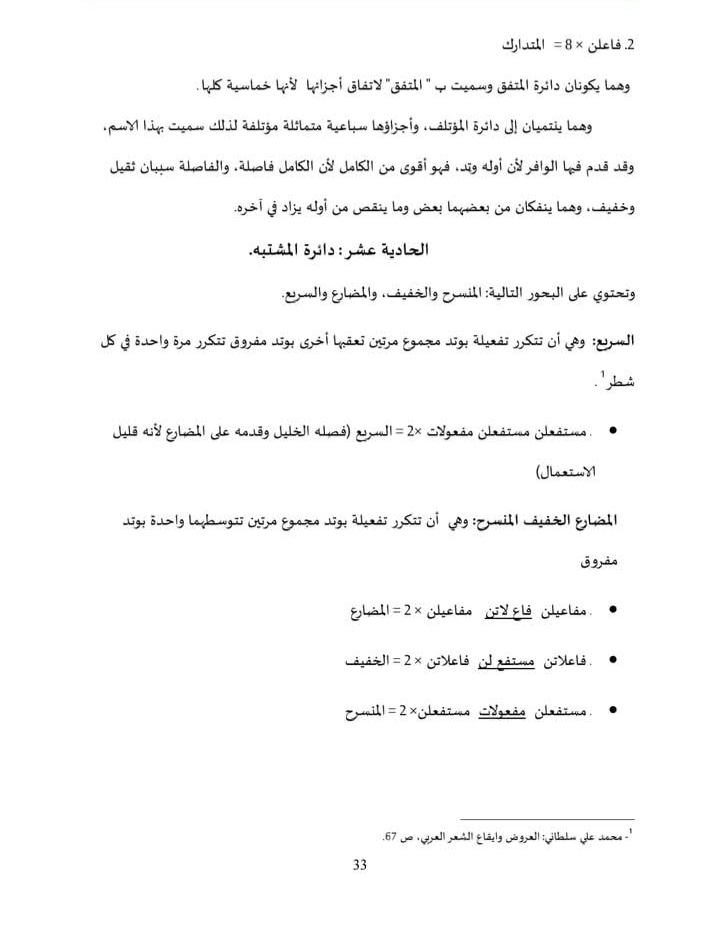 2. فاعلن × 8 = المتدارك
وهما يكونان دائرة المتفق وسميت ب " المتفق" لاتفاق أجزائها لأنها خماسية كلها.
وهما ينتميان إلى دائرة المؤتلف، وأجزاؤها سباعية متماثلة مؤتلفة لذلك سميت بهذا الاسم،
وقد قدم فيها الوافر لأن أوله وتد، فهو أقوى من الكامل لأن الكامل فاصلة، والفاصلة سببان ثقيل
وخفيف، وهما ينفكان من بعضهما بعض وما ينقص من أوله يزاد في آخره.
الحادية عشر: دائرة المشتبه.
وتحتوي على البحور التالية: المنسرح والخفيف، والمضارع والسريع.
السريع: وهي أن تتكرر تفعيلة بوتد مجموع مرتين تعقبها أخرى بوتد مفروق تتكرر مرة واحدة في كل
شطر¹.
• . مستفعلن مستفعلن مفعولات ×2 = السريع (فصله الخليل وقدمه على المضارع لأنه قليل
الاستعمال)
المضارع الخفيف المنسرح: وهي أن تتكرر تفعيلة بوتد مجموع مرتين تتوسطهما واحدة بوتد
مفروق
• . مفاعيلن فاع لاتن مفاعيلن × 2 = المضارع
• . فاعلاتن مستفع لن فاعلاتن × 2 = الخفيف
• . مستفعلن مفعولات مستفعلن× 2 = المنسرح
¹- محمد علي سلطاني: العروض وايقاع الشعر العربي، ص 67.
33